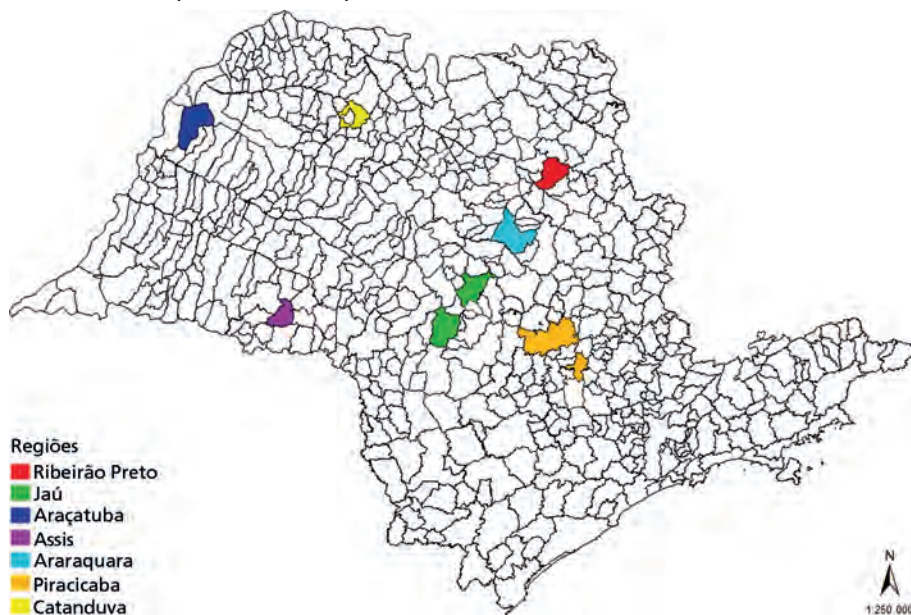 Regiões
Ribeirão Preto
Jaú
Araçatuba
Assis
Araraquara
Piracicaba
Catanduva
N
1:250.000